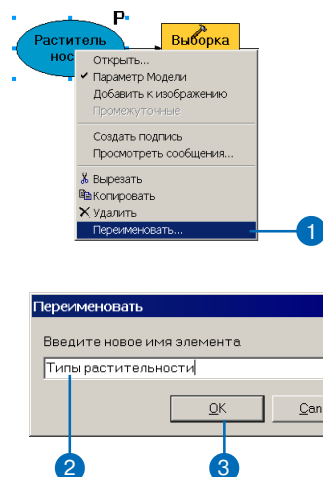 P
Раститель
нос
Выборка
Открыть...
Параметр Модели
Добавить к изображению
Промежуточные
Создать подпись
Просмотреть сообщения...
Вырезать
Копировать
Удалить
Переименовать...
1
Переименовать
Введите новое имя элемента
Типы растительности
OK
Can
2
3